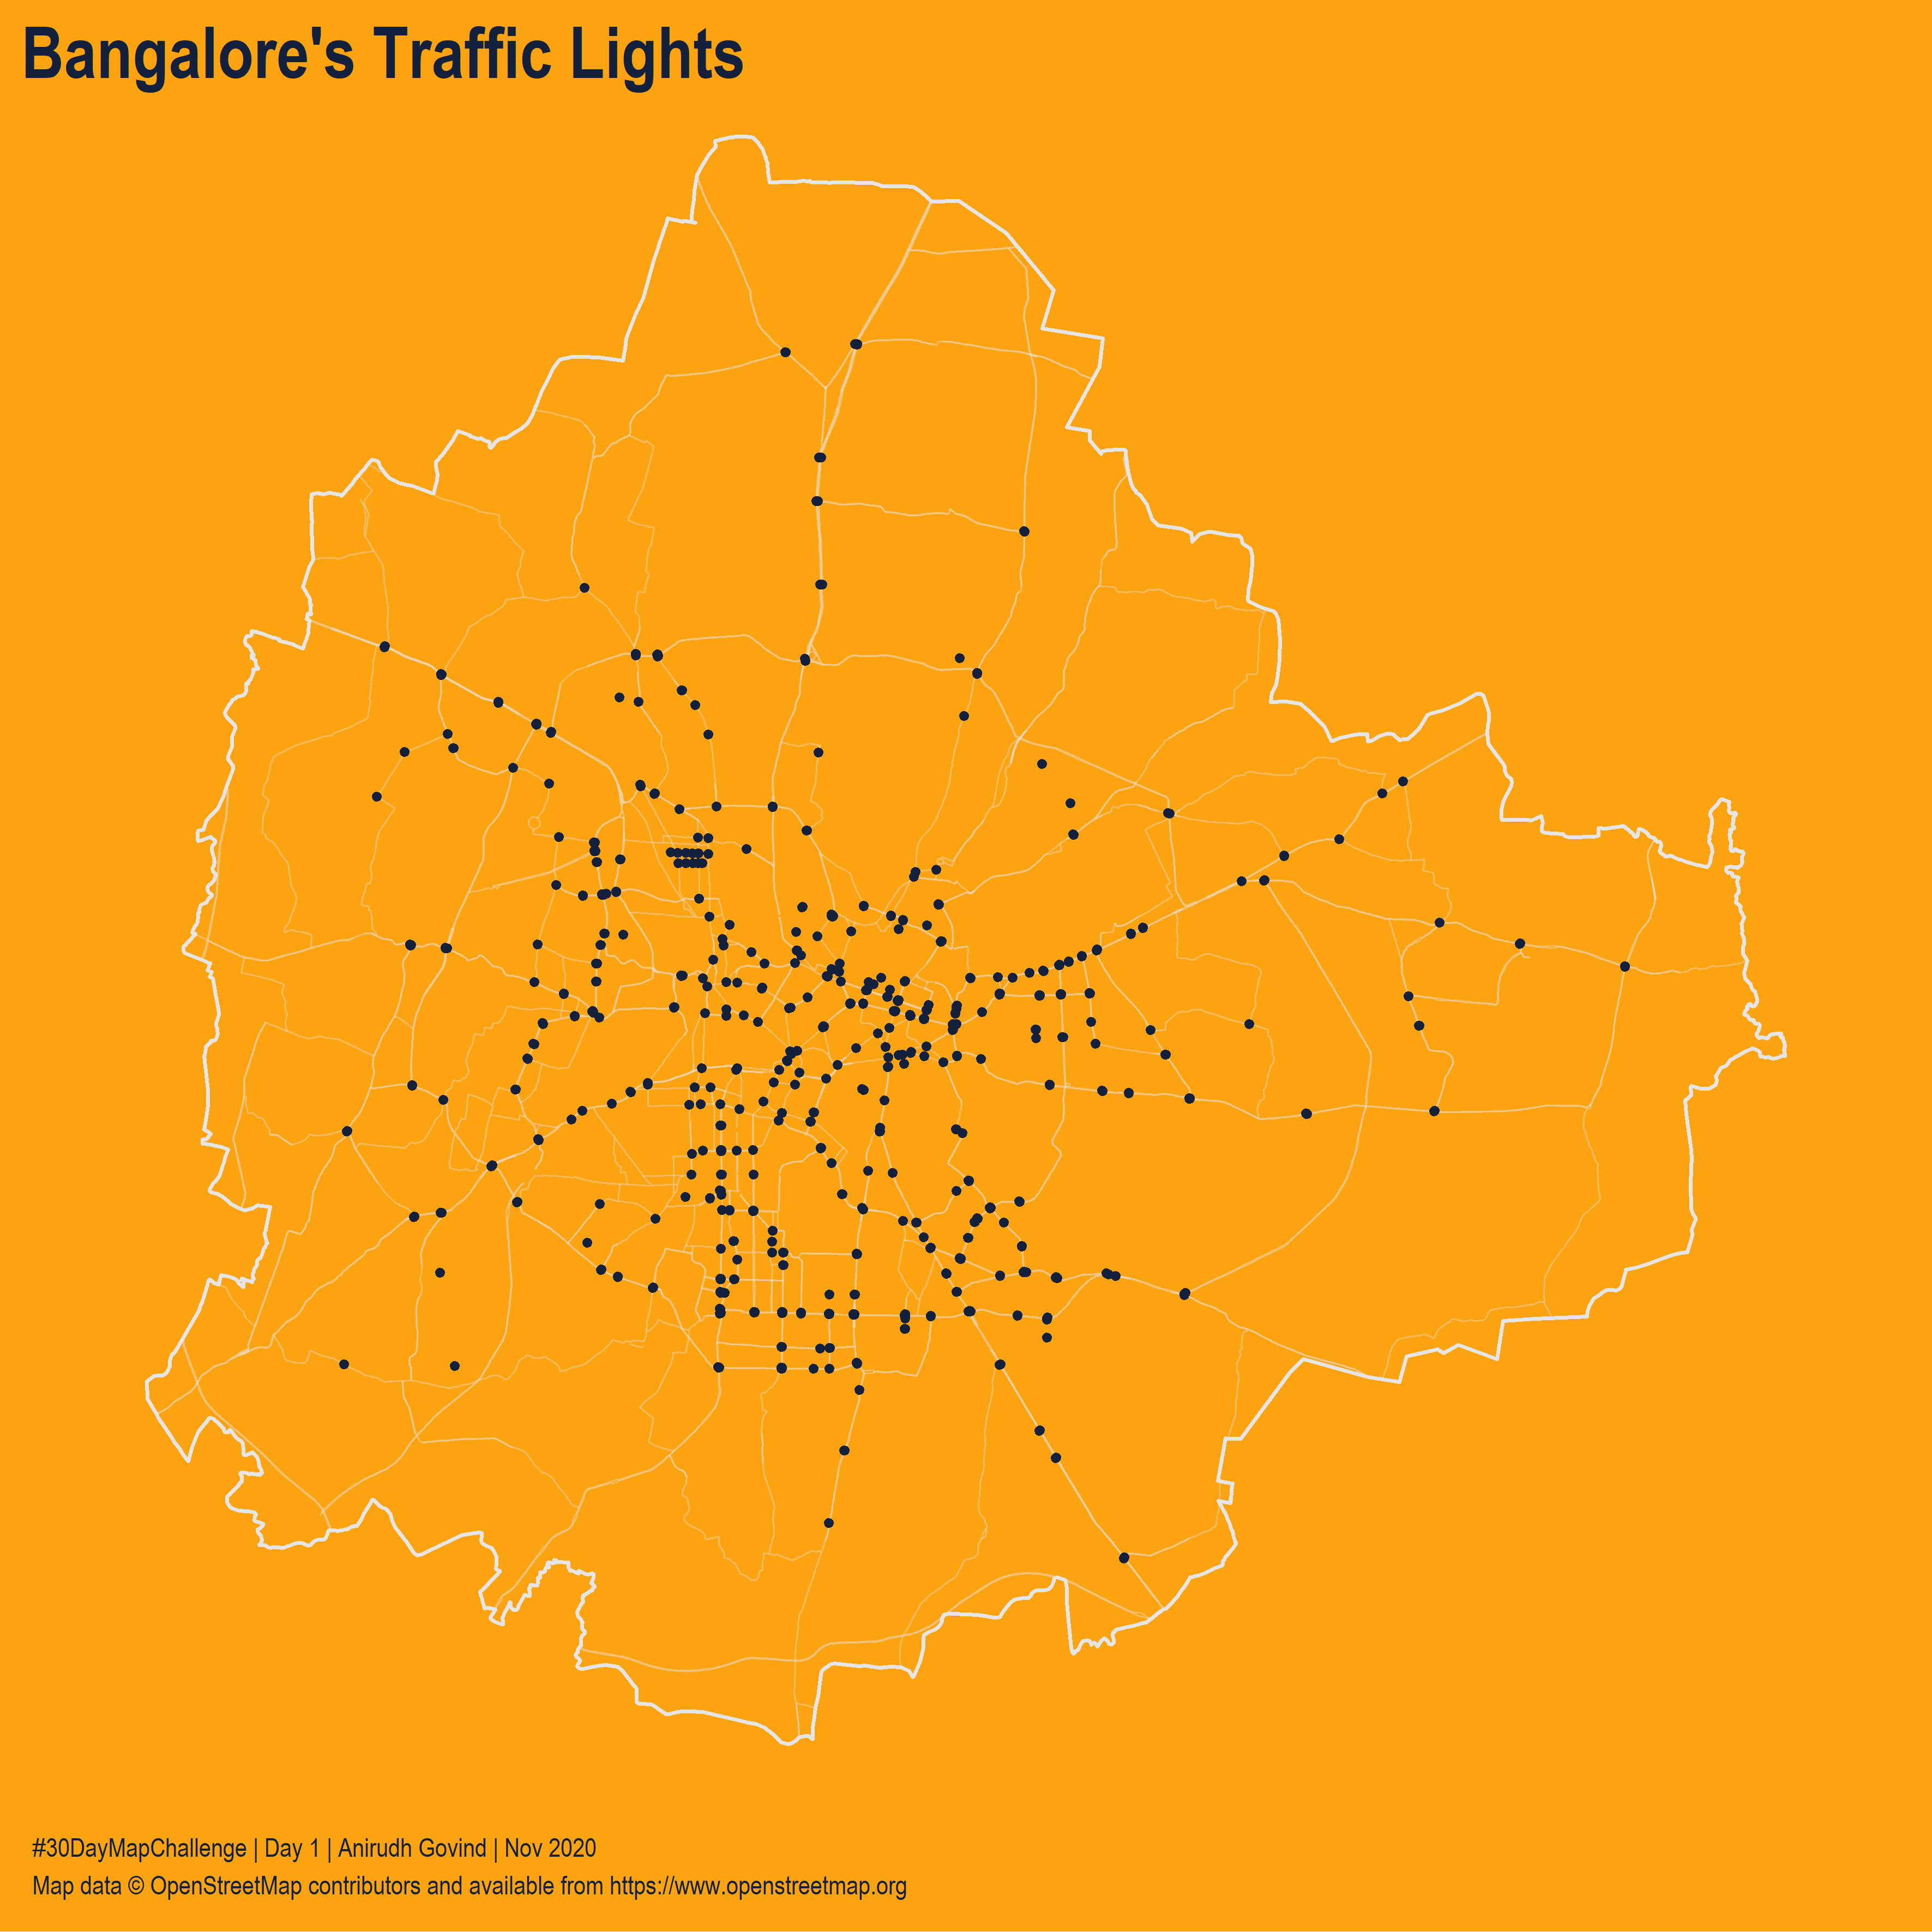 Bangalore's Traffic Lights
#30DayMapChallenge | Day 1 | Anirudh Govind | Nov 2020
Map data © OpenStreetMap contributors and available from https://www.openstreetmap.org